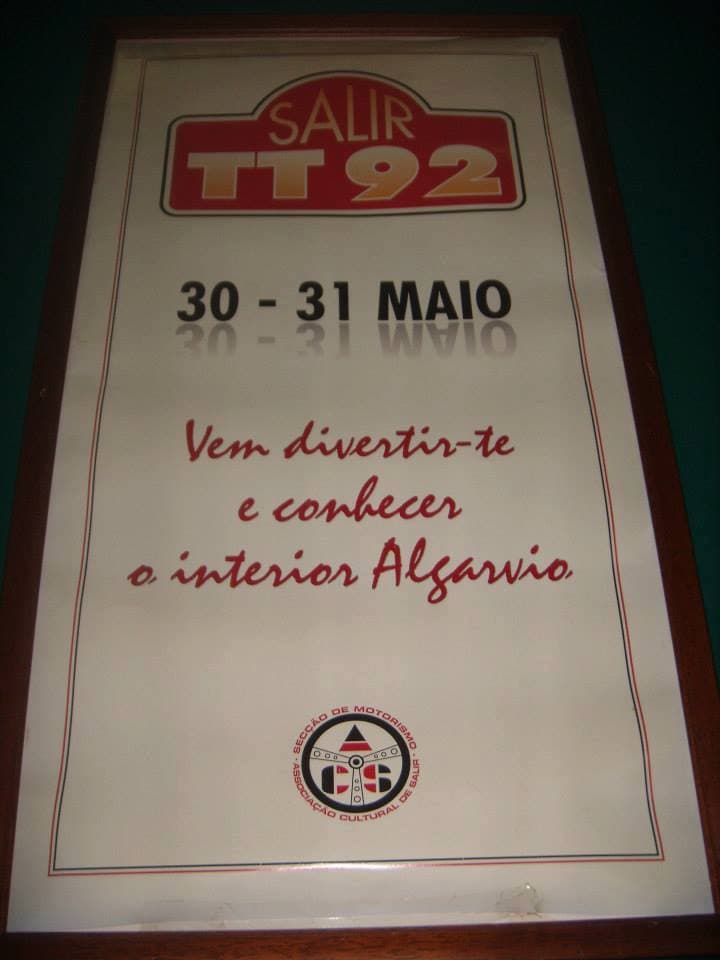 SALIR
TT 92
30 - 31 MAIO
Vem divertir-te
e conhecer
o interior Algarvio
SECÇÃO DE MOTORISMO
A
C S
ASSOCIAÇÃO CULTURAL DE SALIR